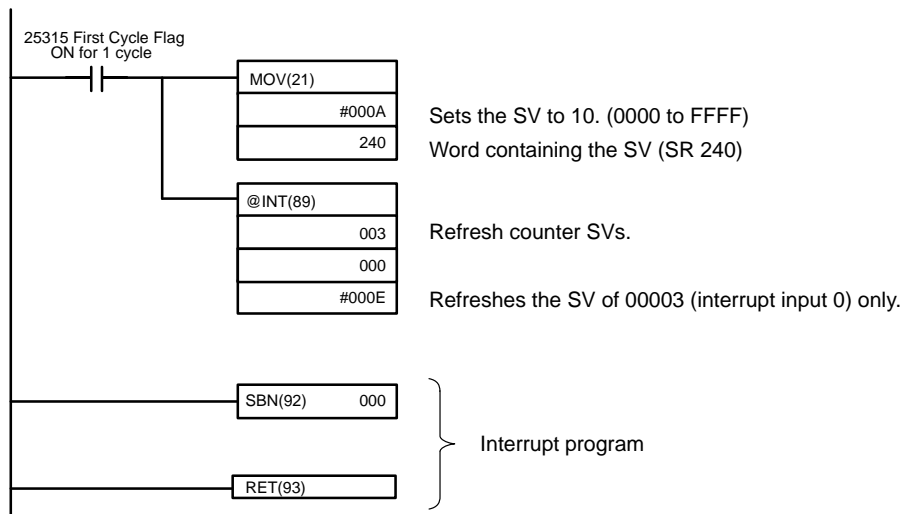 25315 First Cycle Flag
ON for 1 cycle
MOV(21)
#000A
Sets the SV to 10. (0000 to FFFF)
240
Word containing the SV (SR 240)
@INT(89)
003
Refresh counter SVs.
000
#000E
Refreshes the SV of 00003 (interrupt input 0) only.
SBN(92) 000
Interrupt program
RET(93)